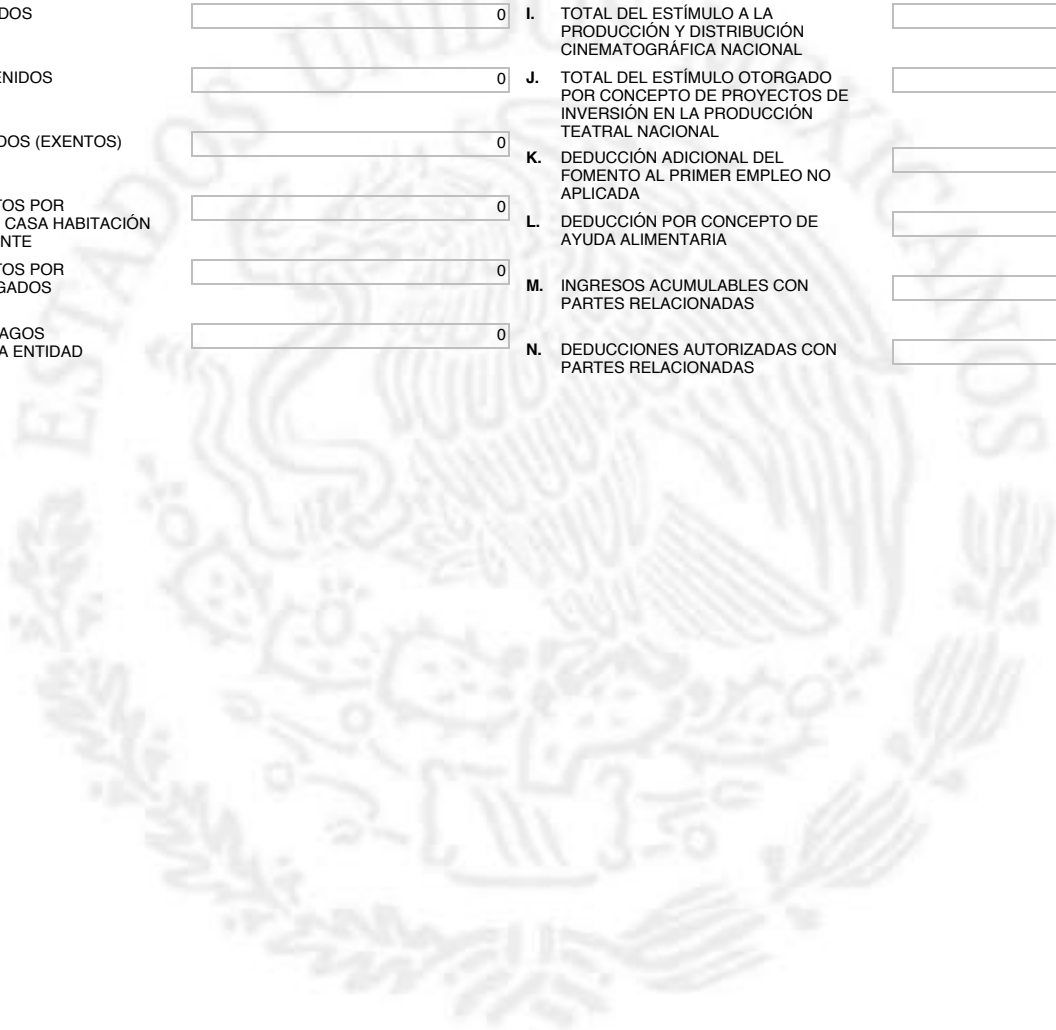 DOS
0
ENIDOS
0
DOS (EXENTOS)
0
TOS POR
CASA HABITACIÓN
NTE
0
TOS POR
GADOS
0
AGOS
A ENTIDAD
0
I. TOTAL DEL ESTÍMULO A LA
PRODUCCIÓN Y DISTRIBUCIÓN
CINEMATOGRÁFICA NACIONAL
J. TOTAL DEL ESTÍMULO OTORGADO
POR CONCEPTO DE PROYECTOS DE
INVERSIÓN EN LA PRODUCCIÓN
TEATRAL NACIONAL
K. DEDUCCIÓN ADICIONAL DEL
FOMENTO AL PRIMER EMPLEO NO
APLICADA
L. DEDUCCIÓN POR CONCEPTO DE
AYUDA ALIMENTARIA
M. INGRESOS ACUMULABLES CON
PARTES RELACIONADAS
N. DEDUCCIONES AUTORIZADAS CON
PARTES RELACIONADAS
ESTADOS UNIDOS MEXICANOS